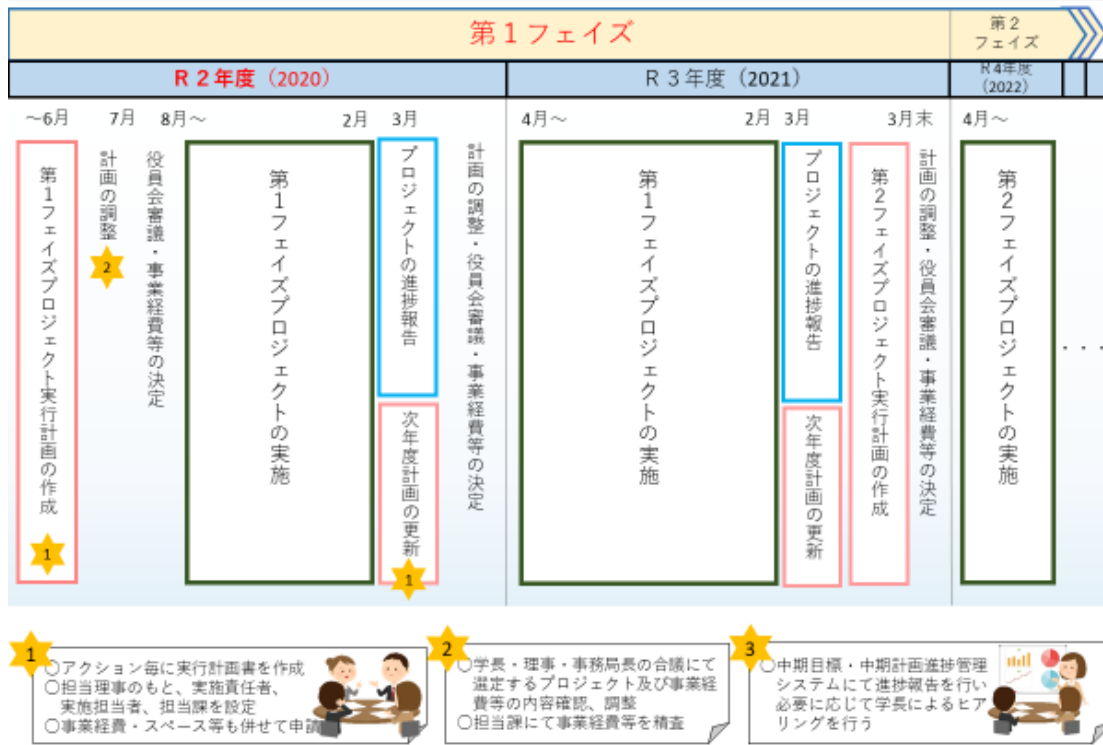 第１フェイズ
第２
フェイズ
Ｒ２年度（2020）
Ｒ３年度（2021）
Ｒ4年度
（2022）
～6月
7月
8月～
2月
3月
4月～
2月
3月
3月末
4月～
第１フェイズプロジェクト実行計画の作成
1
計画の調整
2
役員会審議・事業経費等の決定
第１フェイズプロジェクトの実施
プロジェクトの進捗報告
次年度計画の更新
1
計画の調整・役員会審議・事業経費等の決定
第１フェイズプロジェクトの実施
プロジェクトの進捗報告
次年度計画の更新
第２フェイズプロジェクト実行計画の作成
計画の調整・役員会審議・事業経費等の決定
第２フェイズプロジェクトの実施
・・・
1
○アクション毎に実行計画書を作成
○担当理事のもと、実施責任者、
実施担当者、担当課を設定
○事業経費・スペース等も併せて申請
2
○学長・理事・事務局長の合議にて
選定するプロジェクト及び事業経
費等の内容確認、調整
○担当課にて事業経費等を精査
3
○中期目標・中期計画進捗管理
システムにて進捗報告を行い
必要に応じて学長によるヒア
リングを行う